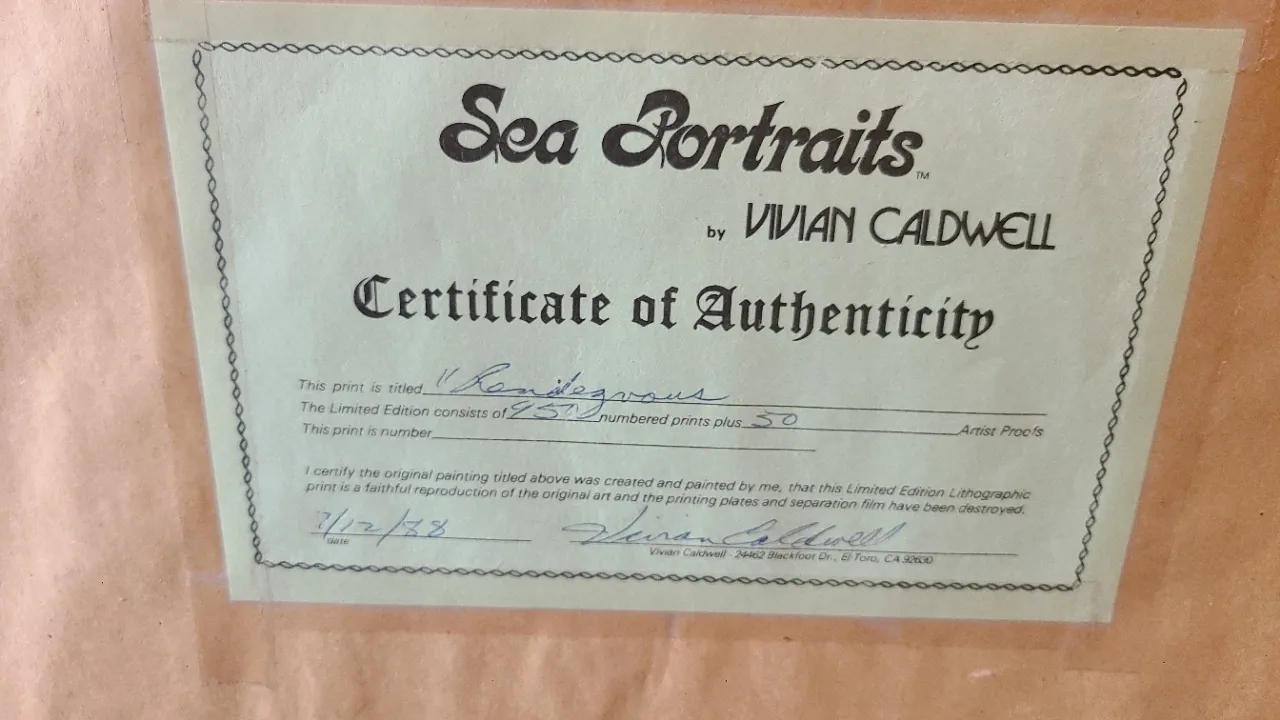 Sea Portraits™
by VIVIAN CALDWELL
Certificate of Authenticity
This print is titled "Rendezvous
The Limited Edition consists of 950 numbered prints plus 50 Artist Proofs
This print is number
I certify the original painting titled above was created and painted by me, that this Limited Edition Lithographic
print is a faithful reproduction of the original art and the printing plates and separation film have been destroyed.
7/12/88 Vivian Caldwell
date
Vivian Caldwell - 24462 Blackfoot Dr., El Toro, CA 92630